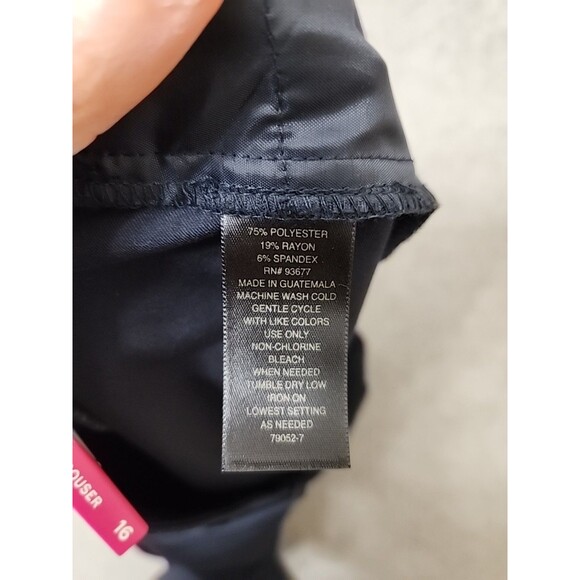 75% POLYESTER
19% RAYON
6% SPANDEX
RN# 93677
MADE IN GUATEMALA
MACHINE WASH COLD
GENTLE CYCLE
WITH LIKE COLORS
USE ONLY
NON-CHLORINE
BLEACH
WHEN NEEDED
TUMBLE DRY LOW
IRON ON
LOWEST SETTING
AS NEEDED
79052-7
OUSER
16